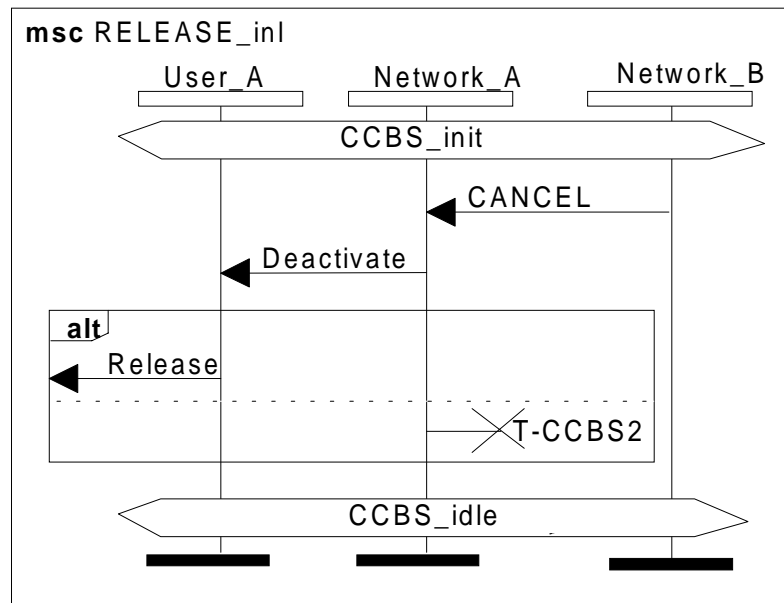 msc RELEASE_inl
User_A
Network_A
Network_B
CCBS_init
CANCEL
Deactivate
alt
Release
T-CCBS2
CCBS_idle